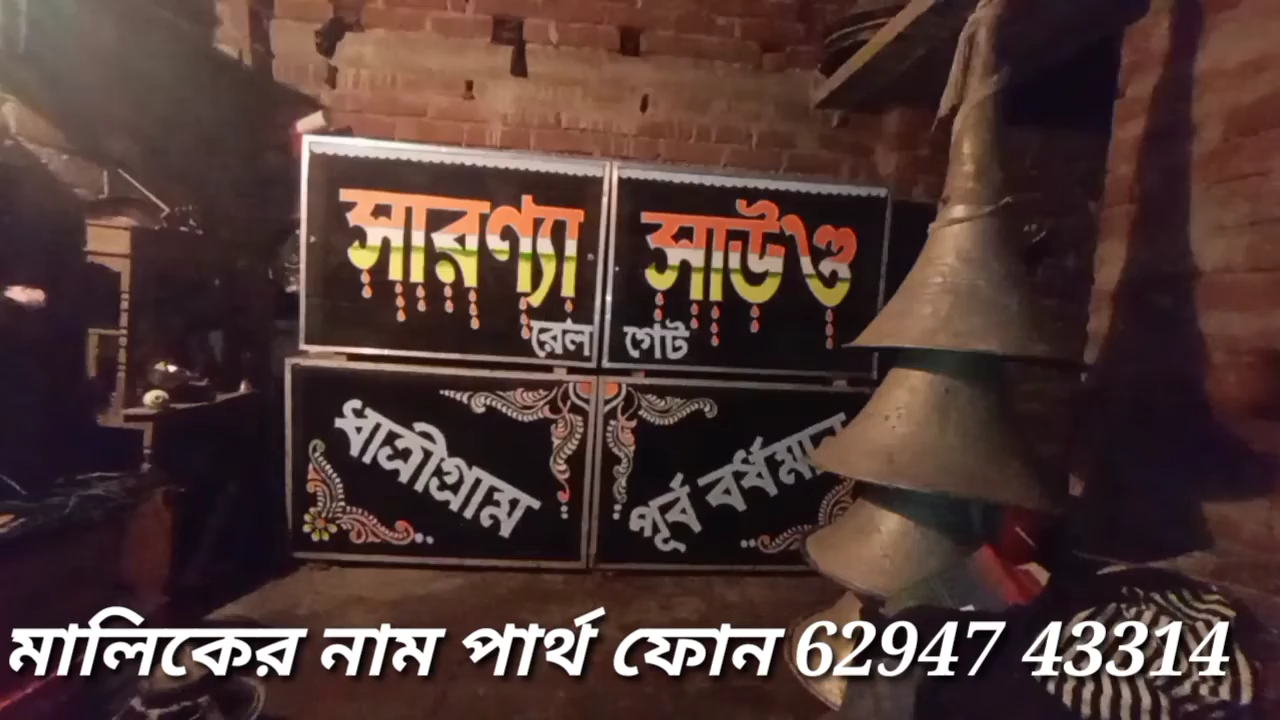 সারণ্যা সাউণ্ড
রেল গেট
ধাত্রীগ্রাম
পূর্ব বর্ধমান
মালিকের নাম পার্থ ফোন 62947 43314